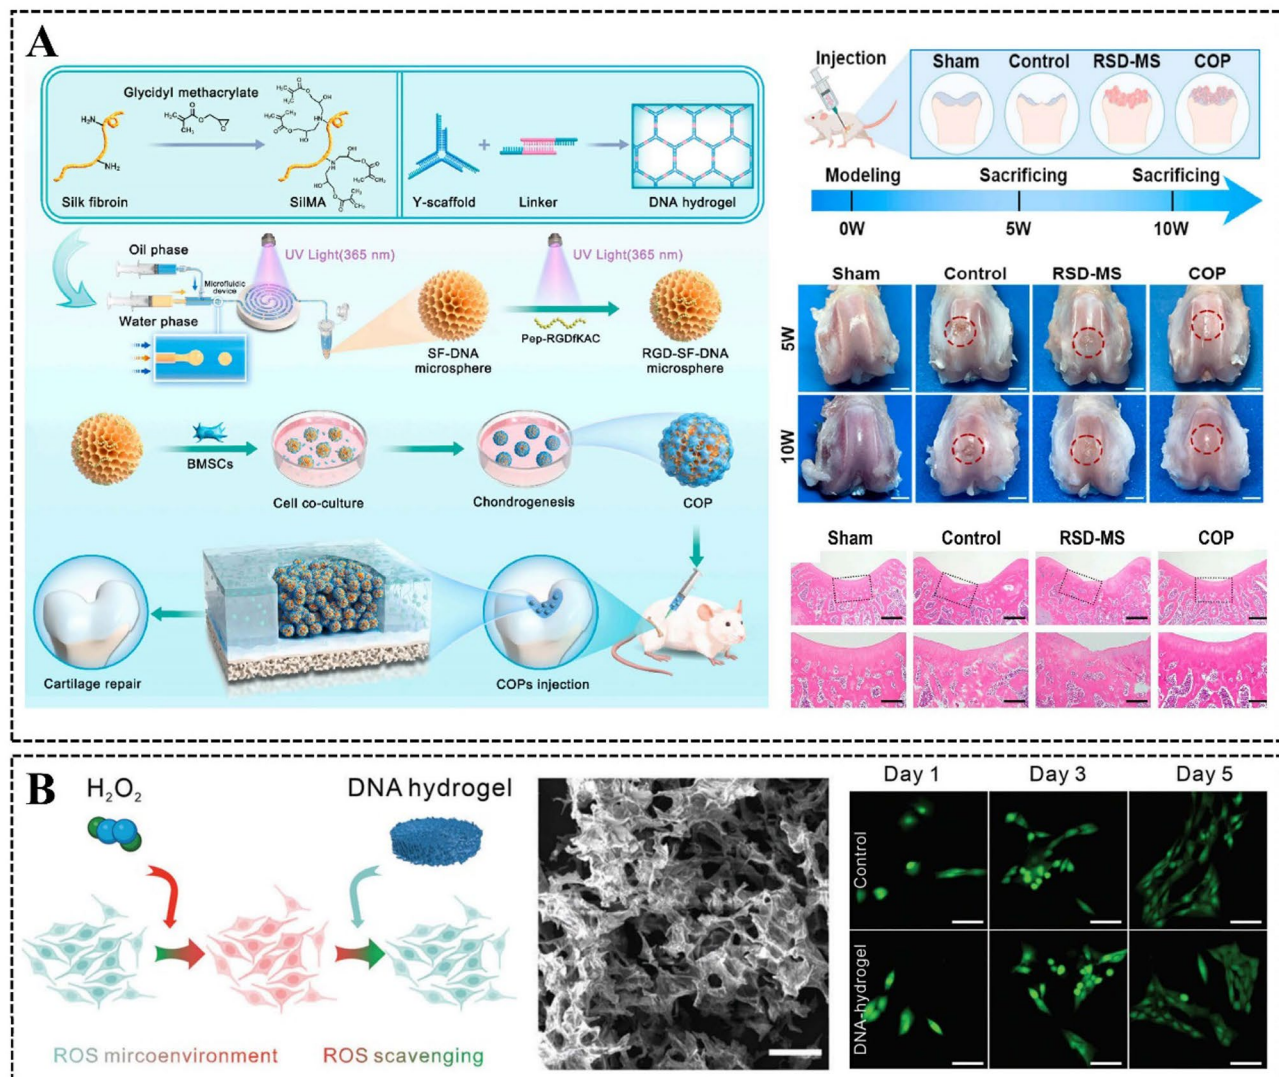 A
Glycidyl methacrylate
Silk fibroin
SilMA
Y-scaffold
Linker
DNA hydrogel
Oil phase
Water phase
Microfluidic
device
UV Light(365 nm)
UV Light(365 nm)
SF-DNA
microsphere
Pep-RGDfKAC
RGD-SF-DNA
microsphere
BMSCs
Cell co-culture
Chondrogenesis
COP
Cartilage repair
COPs injection
Injection
Sham Control RSD-MS COP
Modeling Sacrificing Sacrificing
0W 5W 10W
Sham Control RSD-MS COP
5W
10W
Sham Control RSD-MS COP
B
H2O2
DNA hydrogel
ROS mircoenvironment
ROS scavenging
Day 1 Day 3 Day 5
Control
DNA-hydrogel